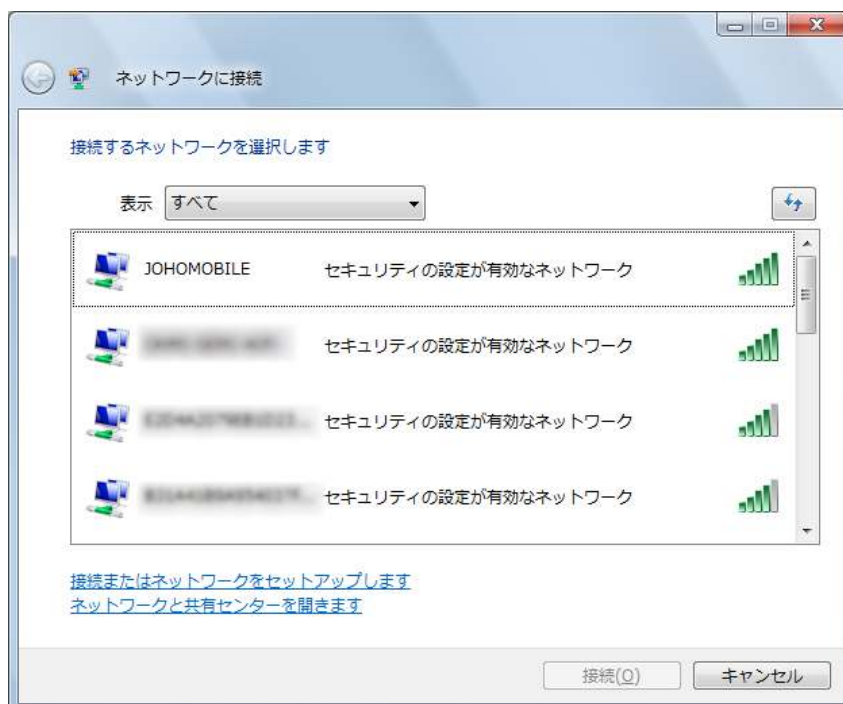 ネットワークに接続
接続するネットワークを選択します
表示 すべて
JOHOMOBILE セキュリティの設定が有効なネットワーク
セキュリティの設定が有効なネットワーク
セキュリティの設定が有効なネットワーク
セキュリティの設定が有効なネットワーク
接続またはネットワークをセットアップします
ネットワークと共有センターを開きます
接続(O) キャンセル